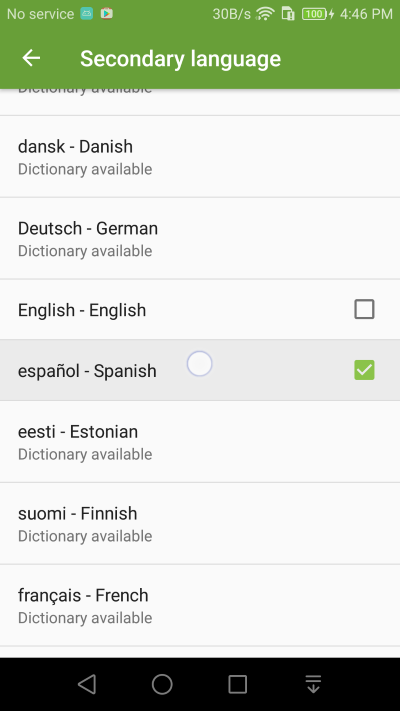 No service 30B/s 100 4:46 PM
Secondary language
Dictionary available
dansk - Danish
Dictionary available
Deutsch - German
Dictionary available
English - English
español - Spanish
eesti - Estonian
Dictionary available
suomi - Finnish
Dictionary available
français - French
Dictionary available